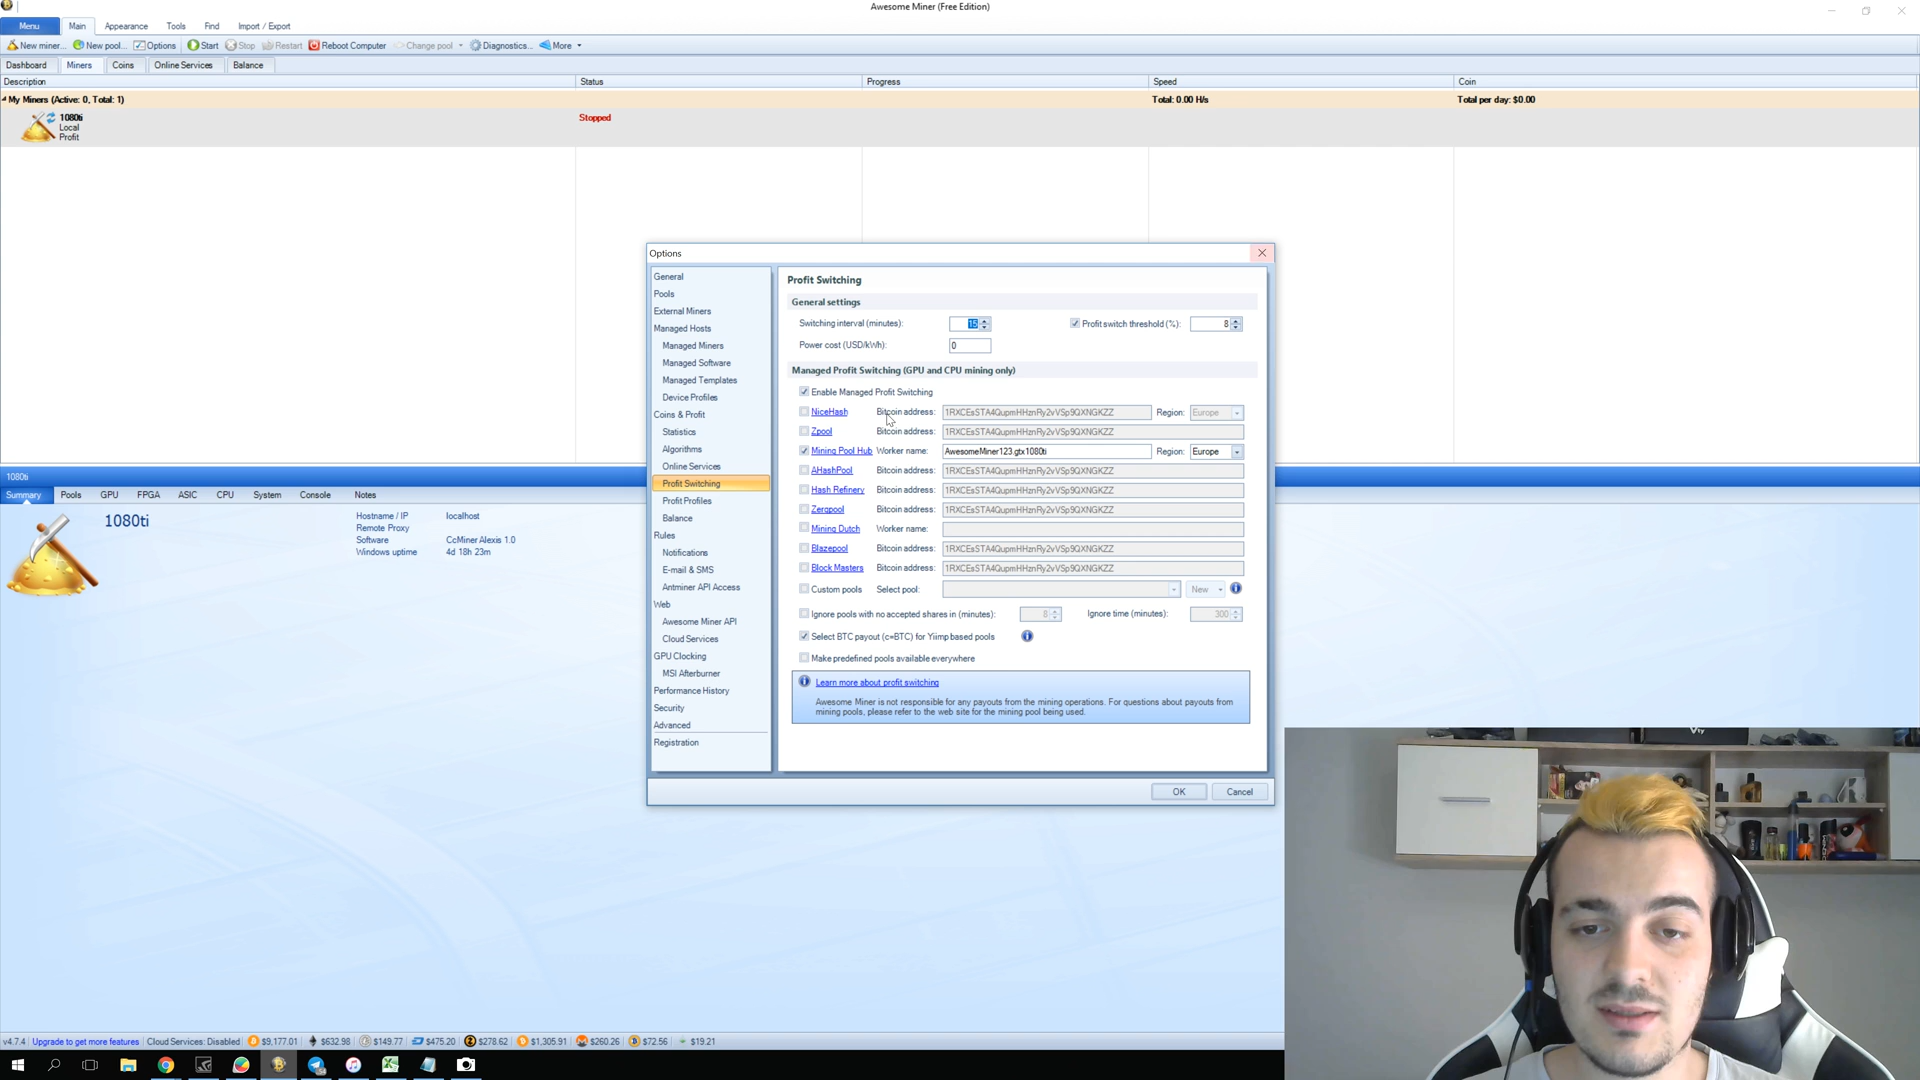 Awesome Miner (Free Edition)
Menu Main Appearance Tools Find Import / Export
New miner... New pool... Options Start Stop Restart Reboot Computer Change pool Diagnostics... More
Dashboard Miners Coins Online Services Balance
Description Status Progress Speed Coin
My Miners (Active: 0, Total: 1) Total: 0.00 H/s Total per day: $0.00
1080ti Stopped
Local
Profit
Options
General
Pools
External Miners
Managed Hosts
Managed Miners
Managed Software
Managed Templates
Device Profiles
Coins & Profit
Statistics
Algorithms
Online Services
Profit Switching
Profit Profiles
Balance
Rules
Notifications
E-mail & SMS
Antminer API Access
Web
Awesome Miner API
Cloud Services
GPU Clocking
MSI Afterburner
Performance History
Security
Advanced
Registration
Profit Switching
General settings
Switching interval (minutes): 15 Profit switch threshold (%): 8
Power cost (USD/kWh): 0
Managed Profit Switching (GPU and CPU mining only)
Enable Managed Profit Switching
NiceHash Bitcoin address: 1RXCEsSTA4QupmHHznRy2vVSp9QXNGKZZ Region: Europe
Zpool Bitcoin address: 1RXCEsSTA4QupmHHznRy2vVSp9QXNGKZZ
Mining Pool Hub Worker name: AwesomeMiner123.gtx1080ti Region: Europe
AHashPool Bitcoin address: 1RXCEsSTA4QupmHHznRy2vVSp9QXNGKZZ
Hash Refinery Bitcoin address: 1RXCEsSTA4QupmHHznRy2vVSp9QXNGKZZ
Zergpool Bitcoin address: 1RXCEsSTA4QupmHHznRy2vVSp9QXNGKZZ
Mining Dutch Worker name:
Blazepool Bitcoin address: 1RXCEsSTA4QupmHHznRy2vVSp9QXNGKZZ
Block Masters Bitcoin address: 1RXCEsSTA4QupmHHznRy2vVSp9QXNGKZZ
Custom pools Select pool: New
Ignore pools with no accepted shares in (minutes): 8 Ignore time (minutes): 300
Select BTC payout (c=BTC) for Yiimp based pools
Make predefined pools available everywhere
Learn more about profit switching
Awesome Miner is not responsible for any payouts from the mining operations. For questions about payouts from
mining pools, please refer to the web site for the mining pool being used.
OK Cancel
1080ti
Summary Pools GPU FPGA ASIC CPU System Console Notes
1080ti
Hostname / IP localhost
Remote Proxy
Software CcMiner Alexis 1.0
Windows uptime 4d 18h 23m
v4.7.4 Upgrade to get more features Cloud Services: Disabled $9,177.01 $632.98 $149.77 $475.20 $278.62 $1,305.91 $260.26 $72.56 $19.21